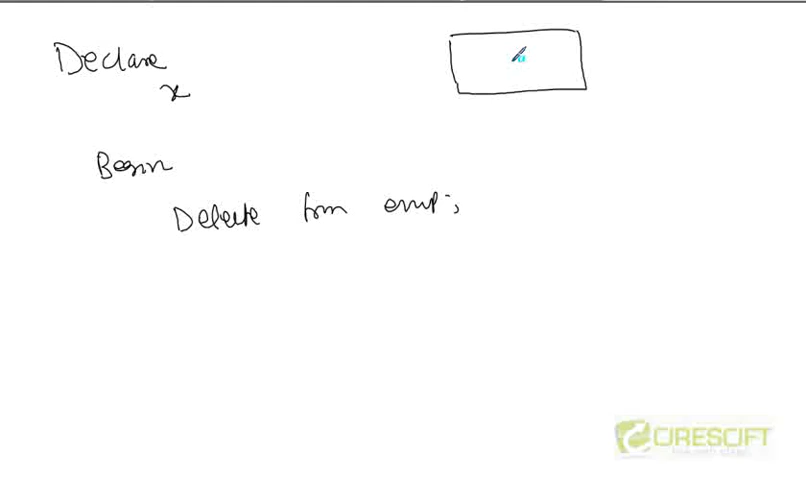 Declare
x
Begin
Delete from emp;
CIRESOFT